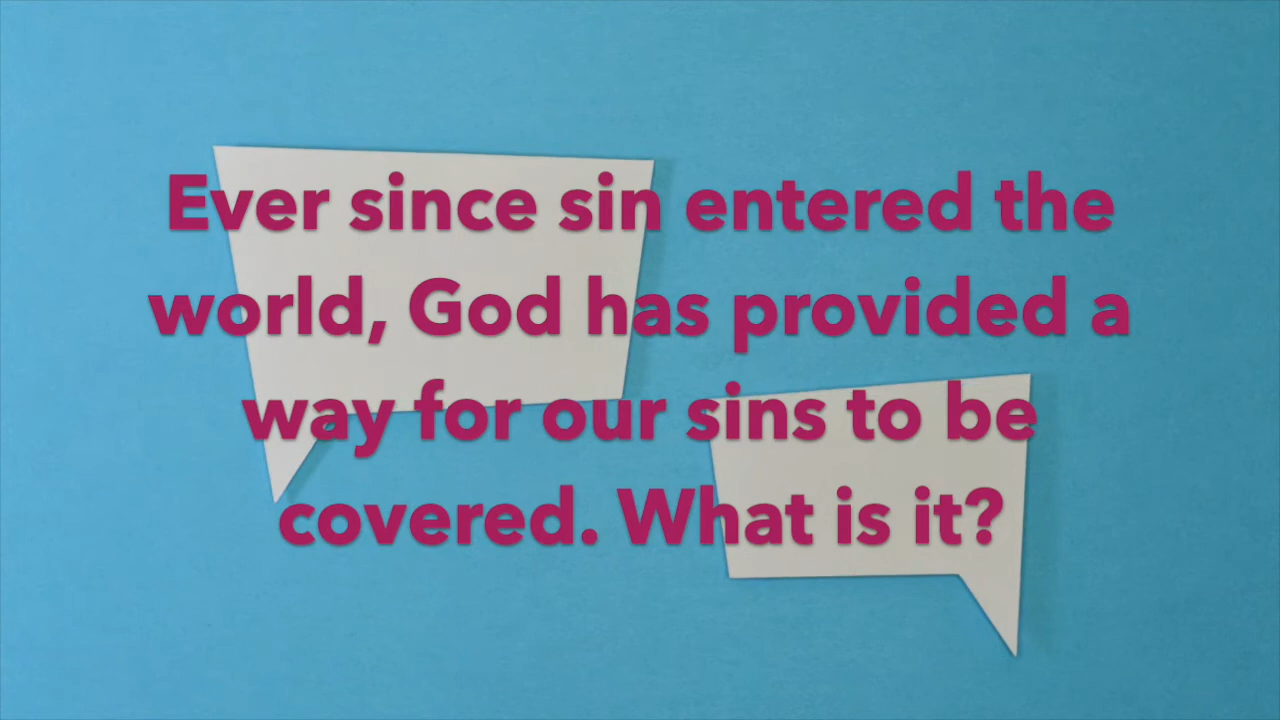 Ever since sin entered the
world, God has provided a
way for our sins to be
covered. What is it?